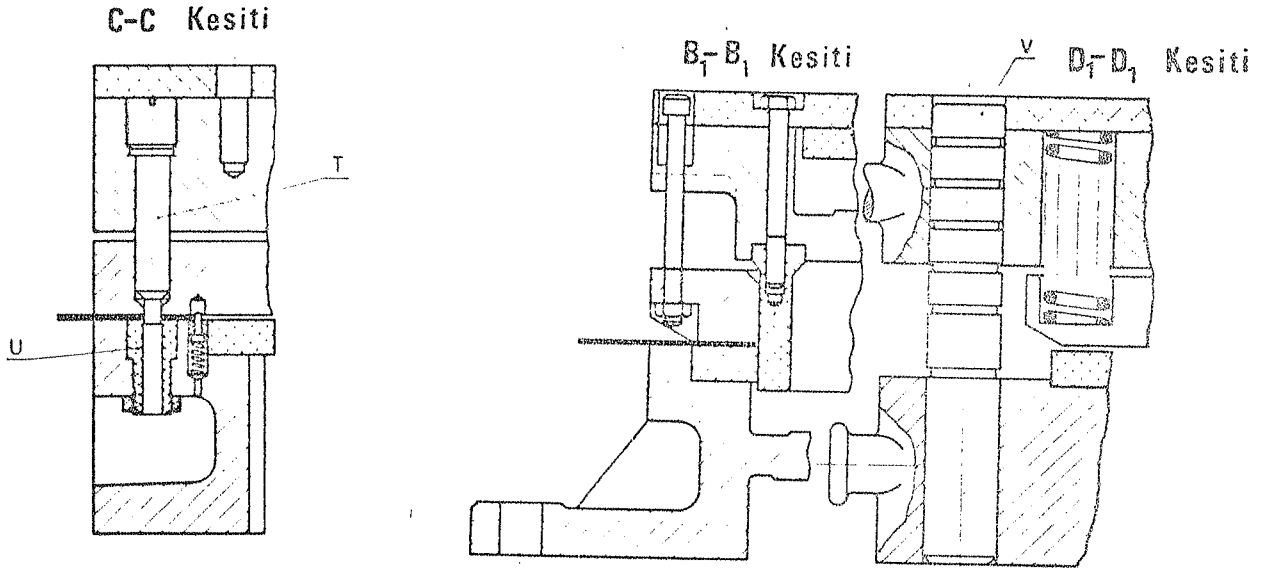 C-C Kesiti
B₁-B₁ Kesiti
V
D₁-D₁ Kesiti
T
U